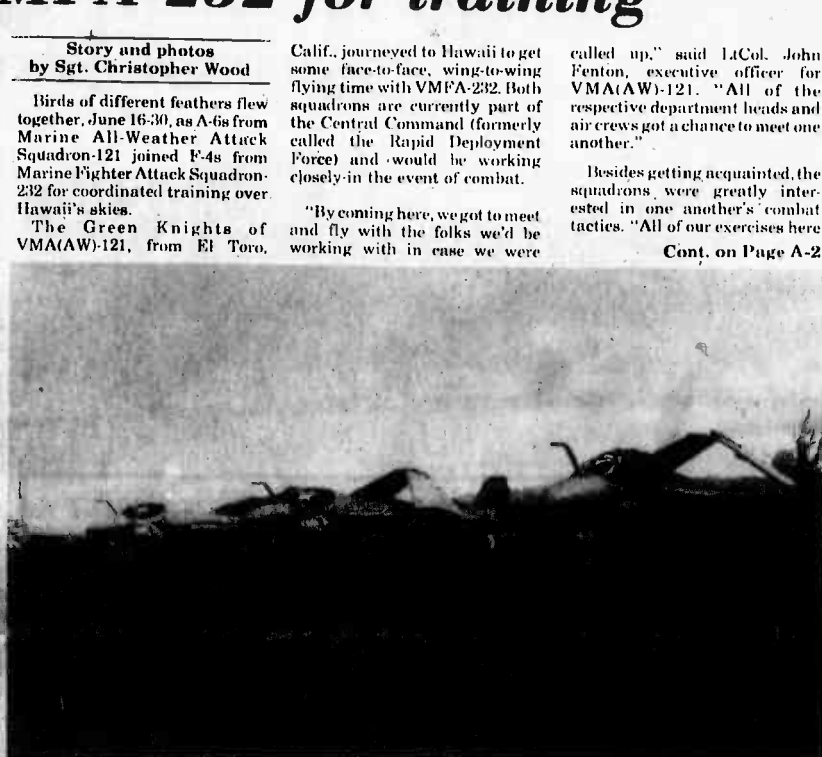 MFA-232 for training
Story and photos
by Sgt. Christopher Wood
Birds of different feathers flew
together, June 16-30, as A-6s from
Marine All-Weather Attack
Squadron-121 joined F-4s from
Marine Fighter Attack Squadron-
232 for coordinated training over
Hawaii's skies.
The Green Knights of
VMA(AW)-121, from El Toro,
Calif., journeyed to Hawaii to get
some face-to-face, wing-to-wing
flying time with VMFA-232. Both
squadrons are currently part of
the Central Command (formerly
called the Rapid Deployment
Force) and would be working
closely in the event of combat.
"By coming here, we got to meet
and fly with the folks we'd be
working with in case we were
called up," said LtCol. John
Fenton, executive officer for
VMA(AW)-121. "All of the
respective department heads and
air crews got a chance to meet one
another."
Besides getting acquainted, the
squadrons were greatly inter-
ested in one another's combat
tactics. "All of our exercises here
Cont. on Page A-2